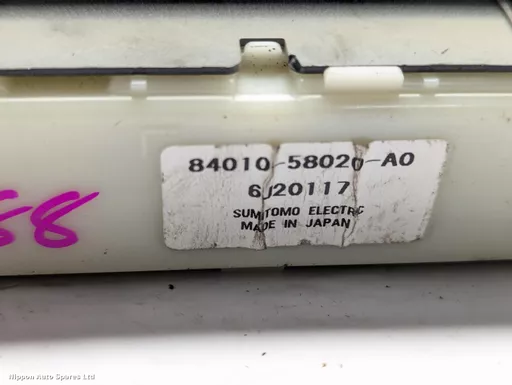 84010-58020-A0
6J20117
SUMITOMO ELECTRIC
MADE IN JAPAN
58
Nippon Auto Spares Ltd